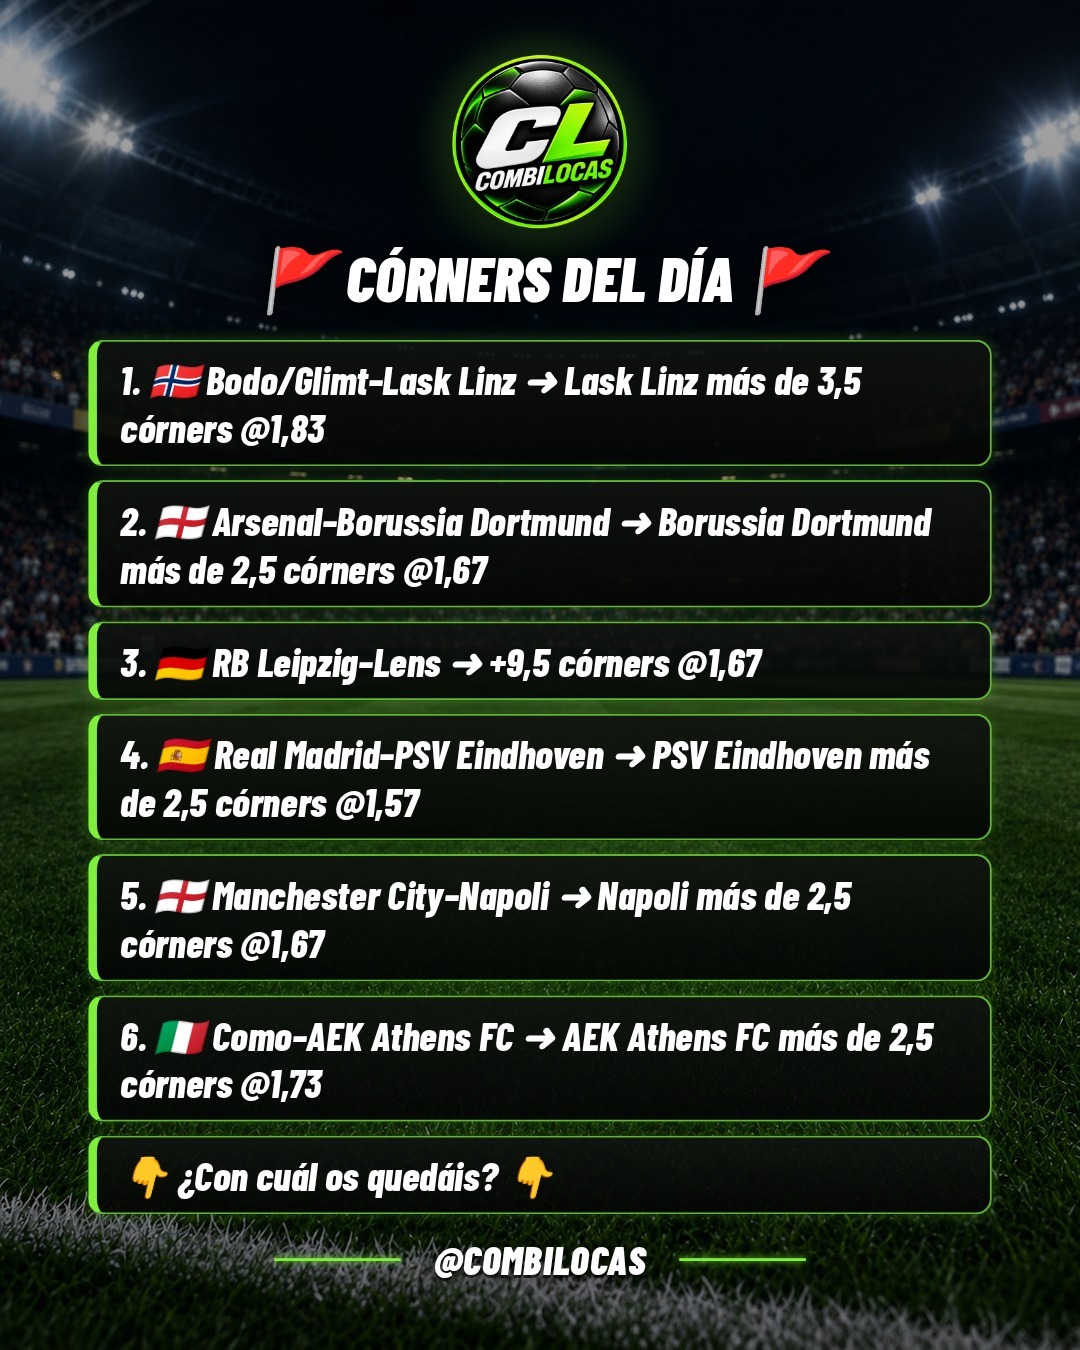 CL
COMBILOCAS
🚩 CÓRNERS DEL DÍA 🚩
1. 🇳🇴 Bodo/Glimt-Lask Linz ➜ Lask Linz más de 3,5
córners @1,83
2. 🏴󠁧󠁢󠁥󠁮󠁧󠁿 Arsenal-Borussia Dortmund ➜ Borussia Dortmund
más de 2,5 córners @1,67
3. 🇩🇪 RB Leipzig-Lens ➜ +9,5 córners @1,67
4. 🇪🇸 Real Madrid-PSV Eindhoven ➜ PSV Eindhoven más
de 2,5 córners @1,57
5. 🏴󠁧󠁢󠁥󠁮󠁧󠁿 Manchester City-Napoli ➜ Napoli más de 2,5
córners @1,67
6. 🇮🇹 Como-AEK Athens FC ➜ AEK Athens FC más de 2,5
córners @1,73
👇 ¿Con cuál os quedáis? 👇
@COMBILOCAS